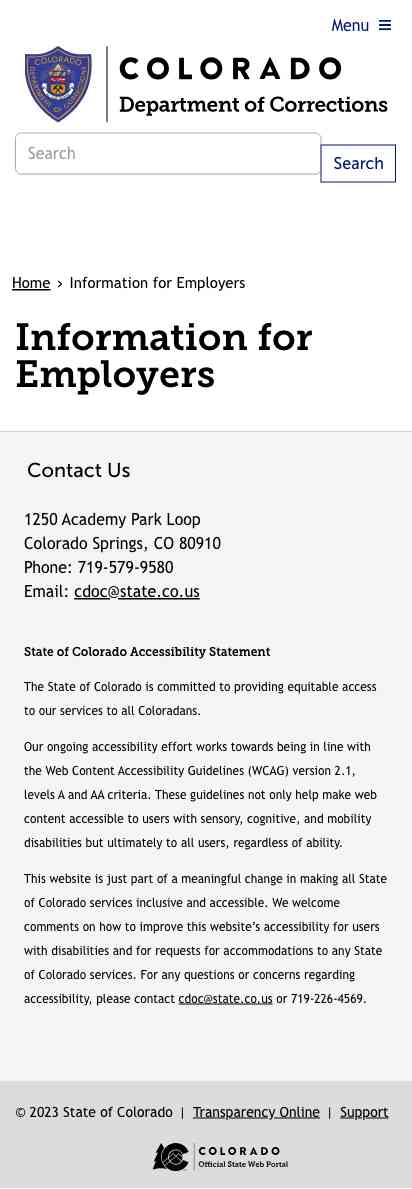 Menu
COLORADO
DEPARTMENT OF CORRECTIONS
COLORADO
Department of Corrections
Search
Search
Home › Information for Employers
Information for
Employers
Contact Us
1250 Academy Park Loop
Colorado Springs, CO 80910
Phone: 719-579-9580
Email: cdoc@state.co.us
State of Colorado Accessibility Statement
The State of Colorado is committed to providing equitable access
to our services to all Coloradans.
Our ongoing accessibility effort works towards being in line with
the Web Content Accessibility Guidelines (WCAG) version 2.1,
levels A and AA criteria. These guidelines not only help make web
content accessible to users with sensory, cognitive, and mobility
disabilities but ultimately to all users, regardless of ability.
This website is just part of a meaningful change in making all State
of Colorado services inclusive and accessible. We welcome
comments on how to improve this website’s accessibility for users
with disabilities and for requests for accommodations to any State
of Colorado services. For any questions or concerns regarding
accessibility, please contact cdoc@state.co.us or 719-226-4569.
© 2023 State of Colorado | Transparency Online | Support
COLORADO
Official State Web Portal